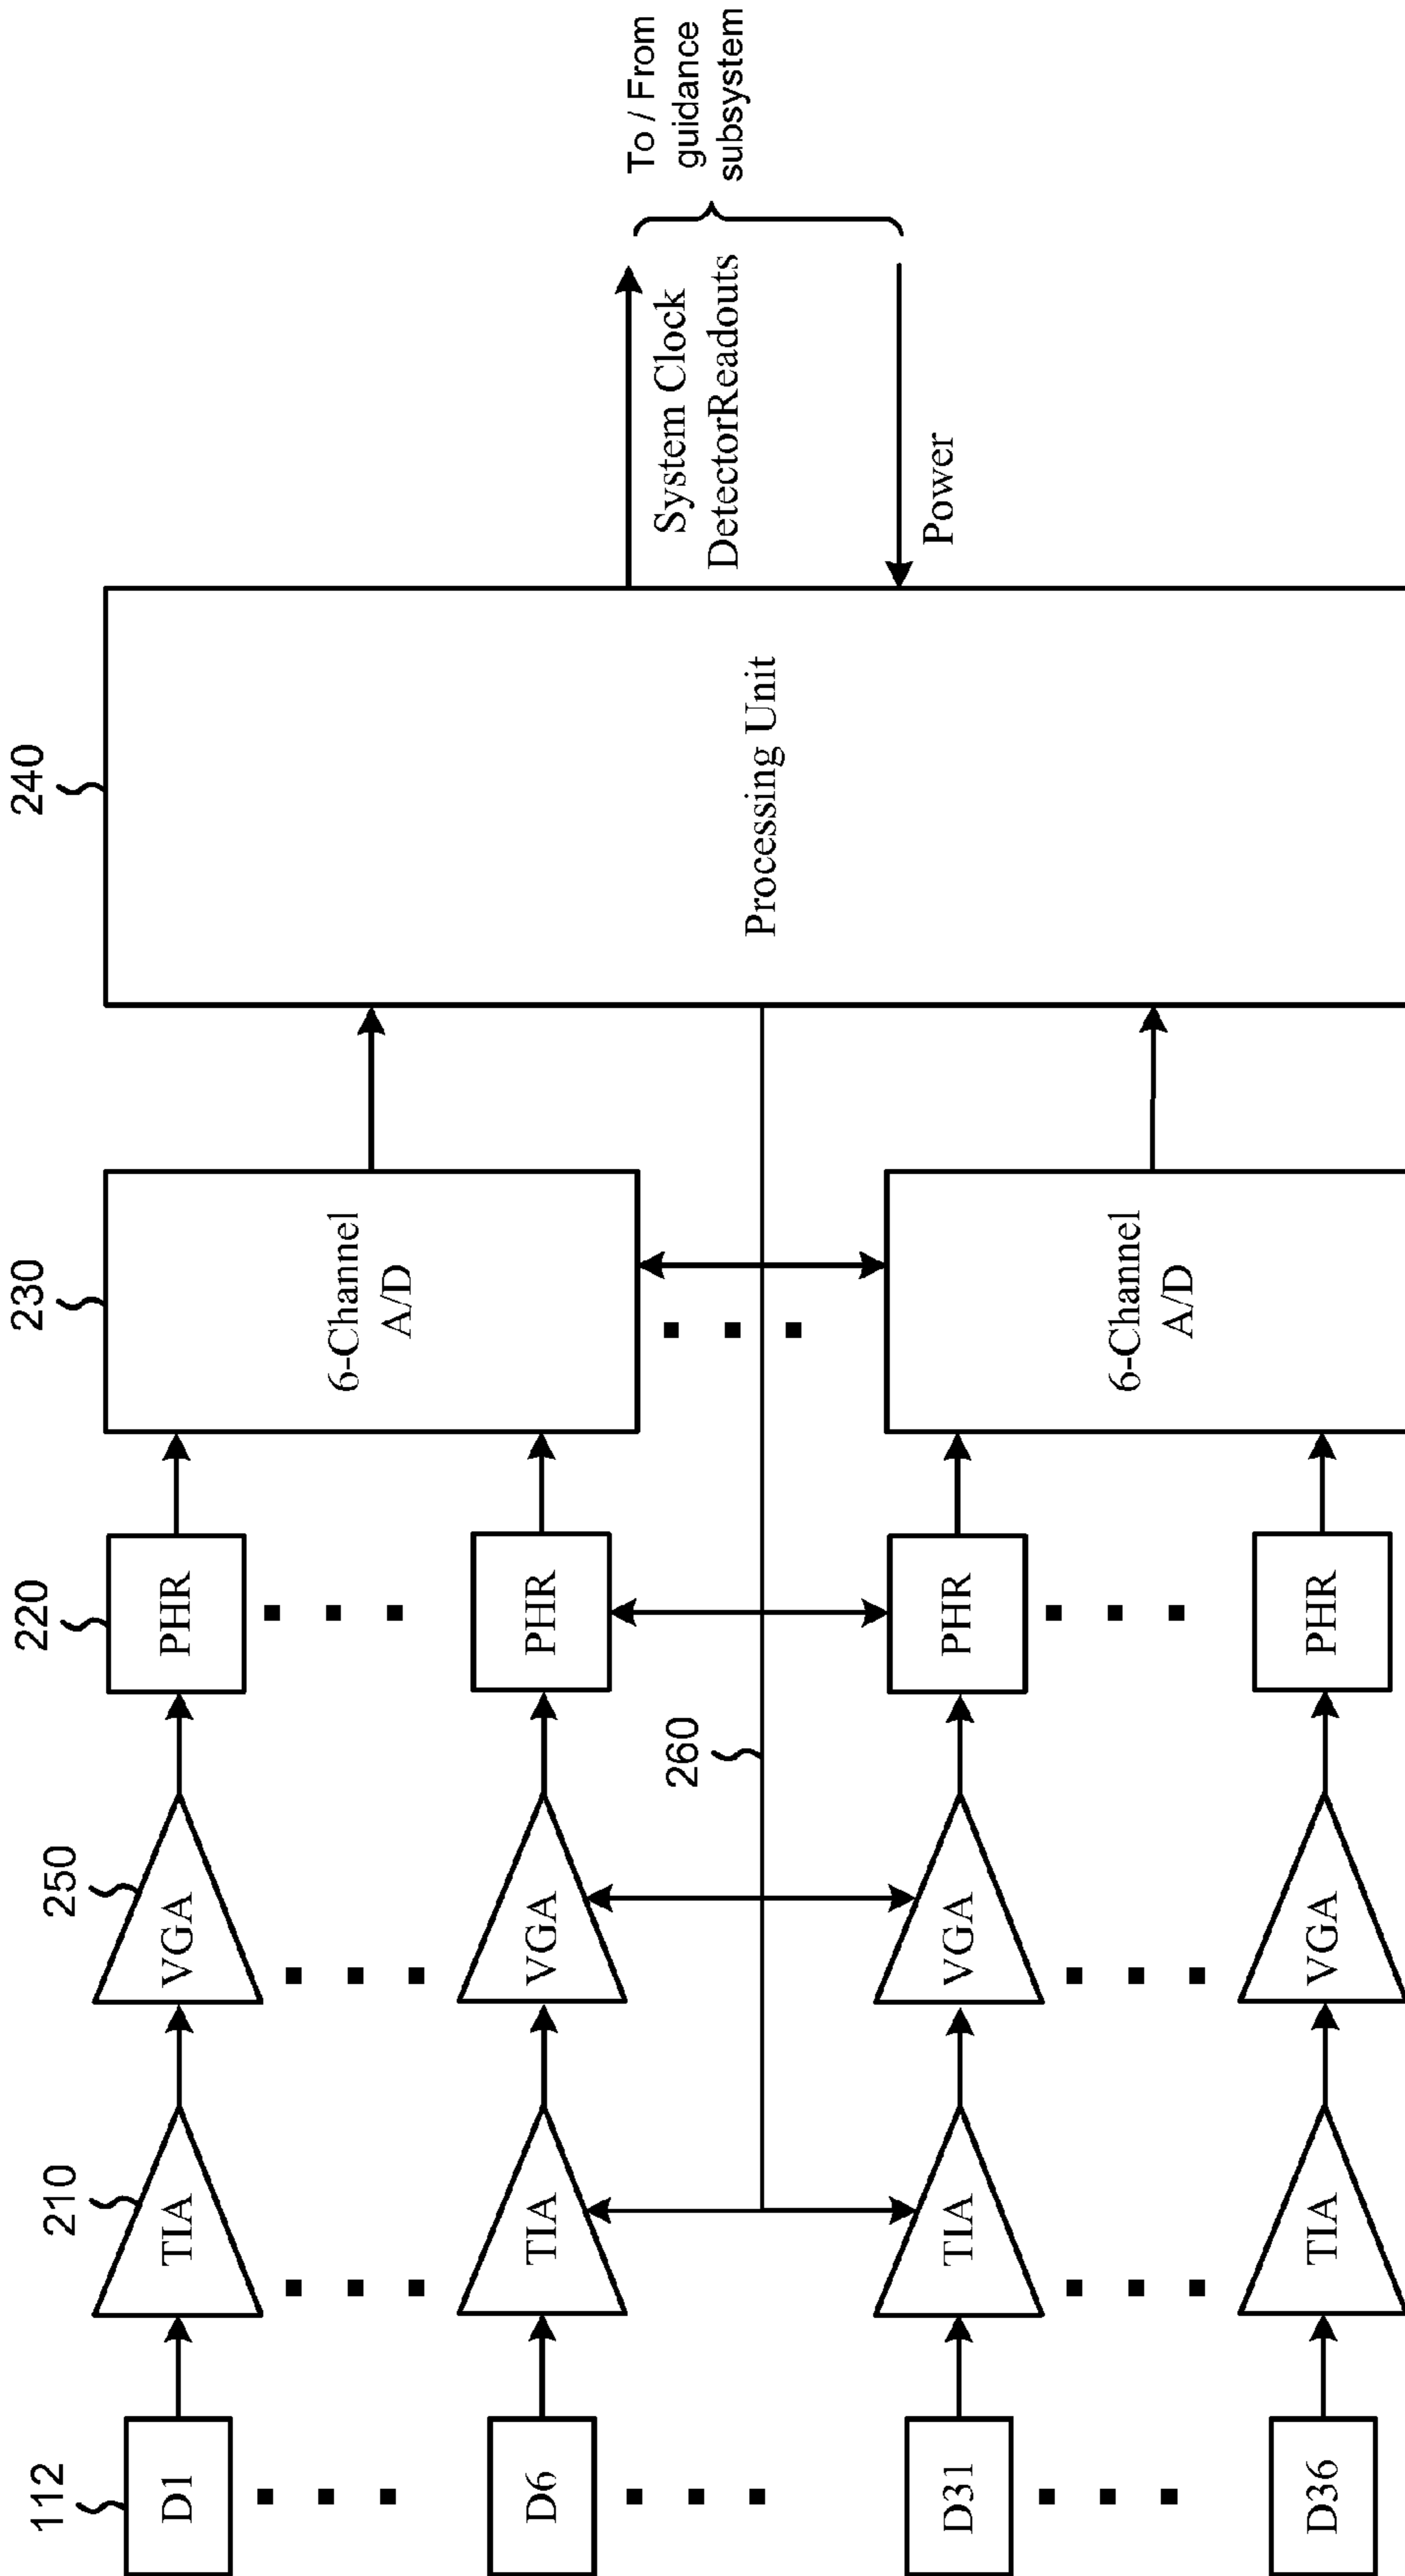 112
210
250
220
230
240
D1
TIA
VGA
PHR
6-Channel
A/D
D6
TIA
VGA
PHR
260
Processing Unit
D31
TIA
VGA
PHR
6-Channel
A/D
D36
TIA
VGA
PHR
System Clock
DetectorReadouts
Power
To / From
guidance
subsystem